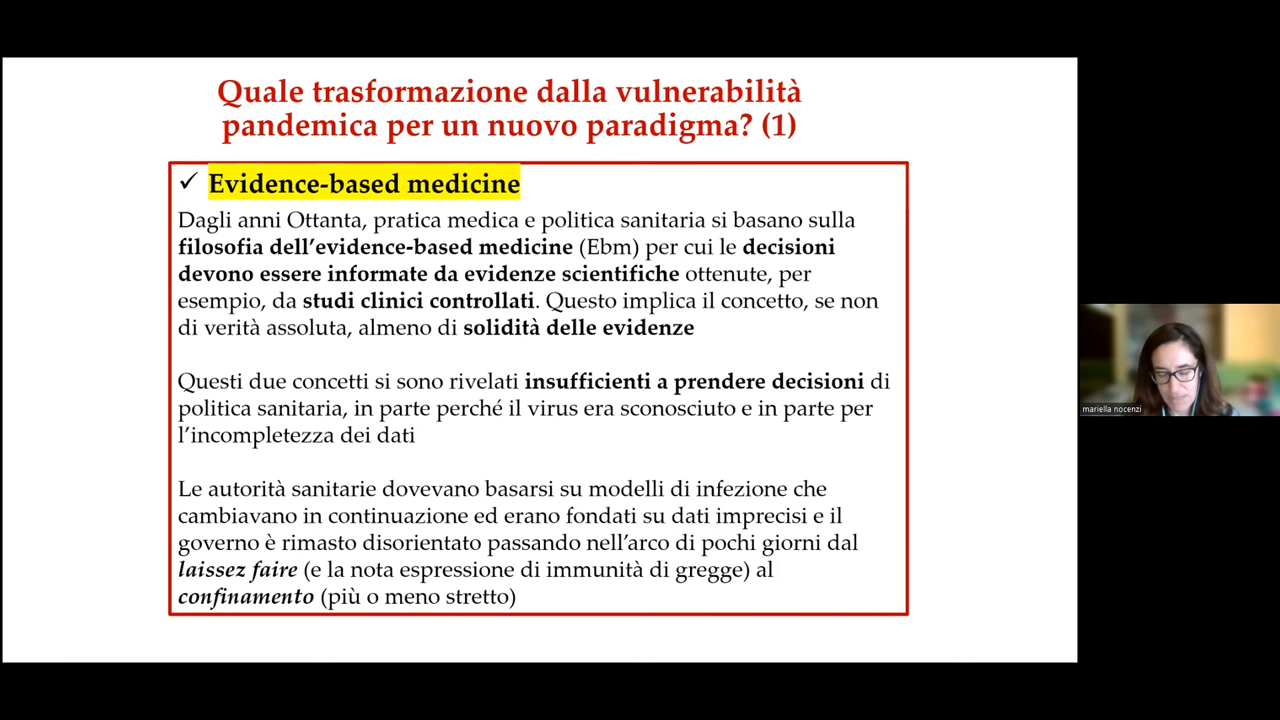 Quale trasformazione dalla vulnerabilità
pandemica per un nuovo paradigma? (1)
✓ Evidence-based medicine
Dagli anni Ottanta, pratica medica e politica sanitaria si basano sulla
filosofia dell’evidence-based medicine (Ebm) per cui le decisioni
devono essere informate da evidenze scientifiche ottenute, per
esempio, da studi clinici controllati. Questo implica il concetto, se non
di verità assoluta, almeno di solidità delle evidenze
Questi due concetti si sono rivelati insufficienti a prendere decisioni di
politica sanitaria, in parte perché il virus era sconosciuto e in parte per
l’incompletezza dei dati
Le autorità sanitarie dovevano basarsi su modelli di infezione che
cambiavano in continuazione ed erano fondati su dati imprecisi e il
governo è rimasto disorientato passando nell’arco di pochi giorni dal
laissez faire (e la nota espressione di immunità di gregge) al
confinamento (più o meno stretto)
mariella nocenzi